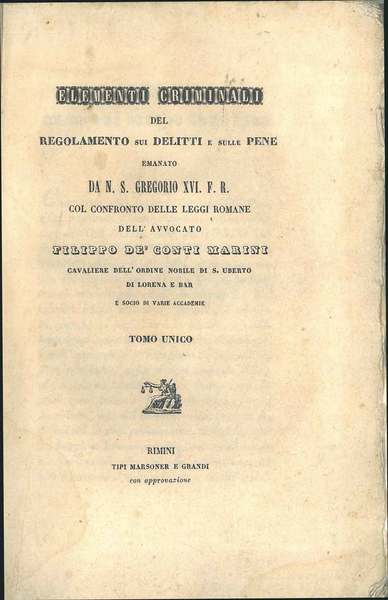 ELEMENTI CRIMINALI
DEL
REGOLAMENTO SUI DELITTI E SULLE PENE
EMANATO
DA N. S. GREGORIO XVI. F. R.
COL CONFRONTO DELLE LEGGI ROMANE
DELL'AVVOCATO
FILIPPO DE' CONTI MARINI
CAVALIERE DELL'ORDINE NOBILE DI S. UBERTO
DI LORENA E BAR
E SOCIO DI VARIE ACCADEMIE
TOMO UNICO
RIMINI
TIPI MARSONER E GRANDI
con approvazione